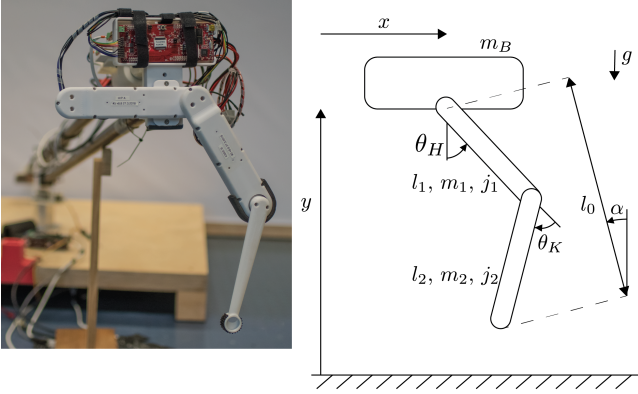 x
m_B
g
θ_H
l_1, m_1, j_1
y
l_0
α
θ_K
l_2, m_2, j_2